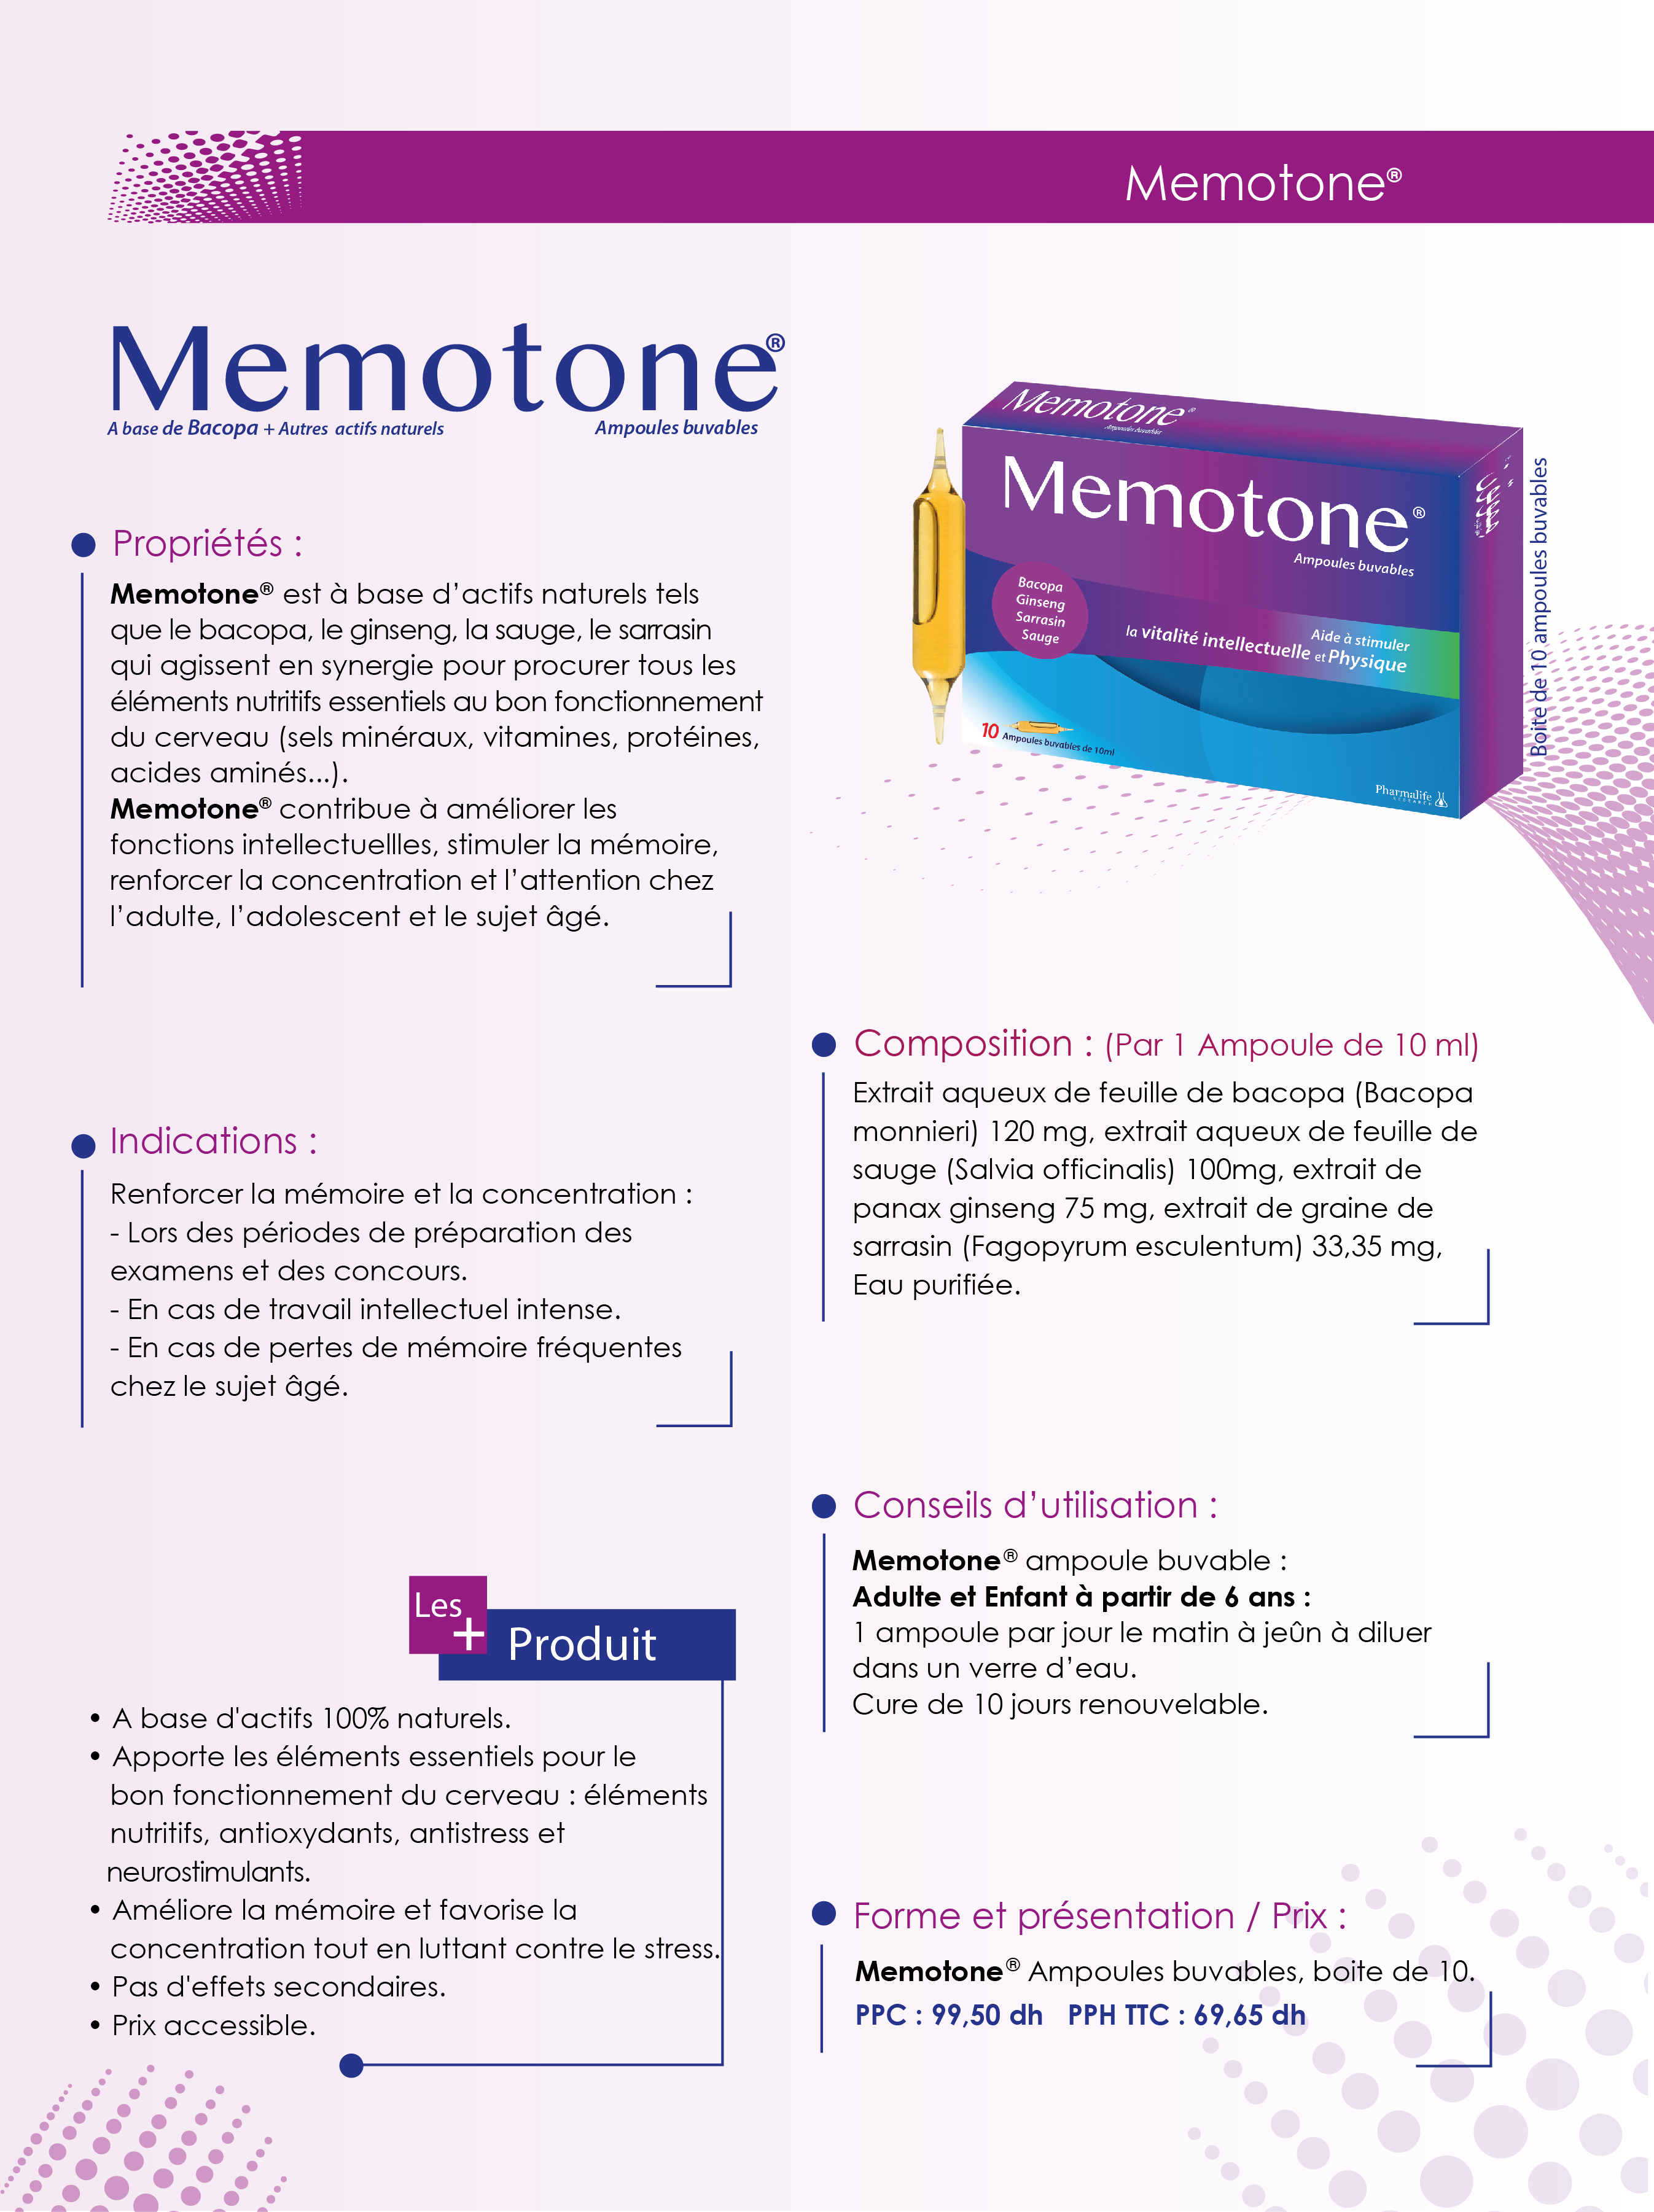 Memotone®
Memotone®
A base de Bacopa + Autres actifs naturels
Ampoules buvables
Propriétés :
Memotone® est à base d’actifs naturels tels
que le bacopa, le ginseng, la sauge, le sarrasin
qui agissent en synergie pour procurer tous les
éléments nutritifs essentiels au bon fonctionnement
du cerveau (sels minéraux, vitamines, protéines,
acides aminés...).
Memotone® contribue à améliorer les
fonctions intellectuellles, stimuler la mémoire,
renforcer la concentration et l’attention chez
l’adulte, l’adolescent et le sujet âgé.
Memotone®
Ampoules buvables
Memotone®
Ampoules buvables
Bacopa
Ginseng
Sarrasin
Sauge
Aide à stimuler
la vitalité intellectuelle et Physique
10 Ampoules buvables de 10ml
Pharmalife
RESEARCH
Boite de 10 ampoules buvables
Indications :
Renforcer la mémoire et la concentration :
- Lors des périodes de préparation des
examens et des concours.
- En cas de travail intellectuel intense.
- En cas de pertes de mémoire fréquentes
chez le sujet âgé.
Les +
Produit
• A base d'actifs 100% naturels.
• Apporte les éléments essentiels pour le
bon fonctionnement du cerveau : éléments
nutritifs, antioxydants, antistress et
neurostimulants.
• Améliore la mémoire et favorise la
concentration tout en luttant contre le stress.
• Pas d'effets secondaires.
• Prix accessible.
Composition : (Par 1 Ampoule de 10 ml)
Extrait aqueux de feuille de bacopa (Bacopa
monnieri) 120 mg, extrait aqueux de feuille de
sauge (Salvia officinalis) 100mg, extrait de
panax ginseng 75 mg, extrait de graine de
sarrasin (Fagopyrum esculentum) 33,35 mg,
Eau purifiée.
Conseils d’utilisation :
Memotone® ampoule buvable :
Adulte et Enfant à partir de 6 ans :
1 ampoule par jour le matin à jeûn à diluer
dans un verre d’eau.
Cure de 10 jours renouvelable.
Forme et présentation / Prix :
Memotone® Ampoules buvables, boite de 10.
PPC : 99,50 dh PPH TTC : 69,65 dh